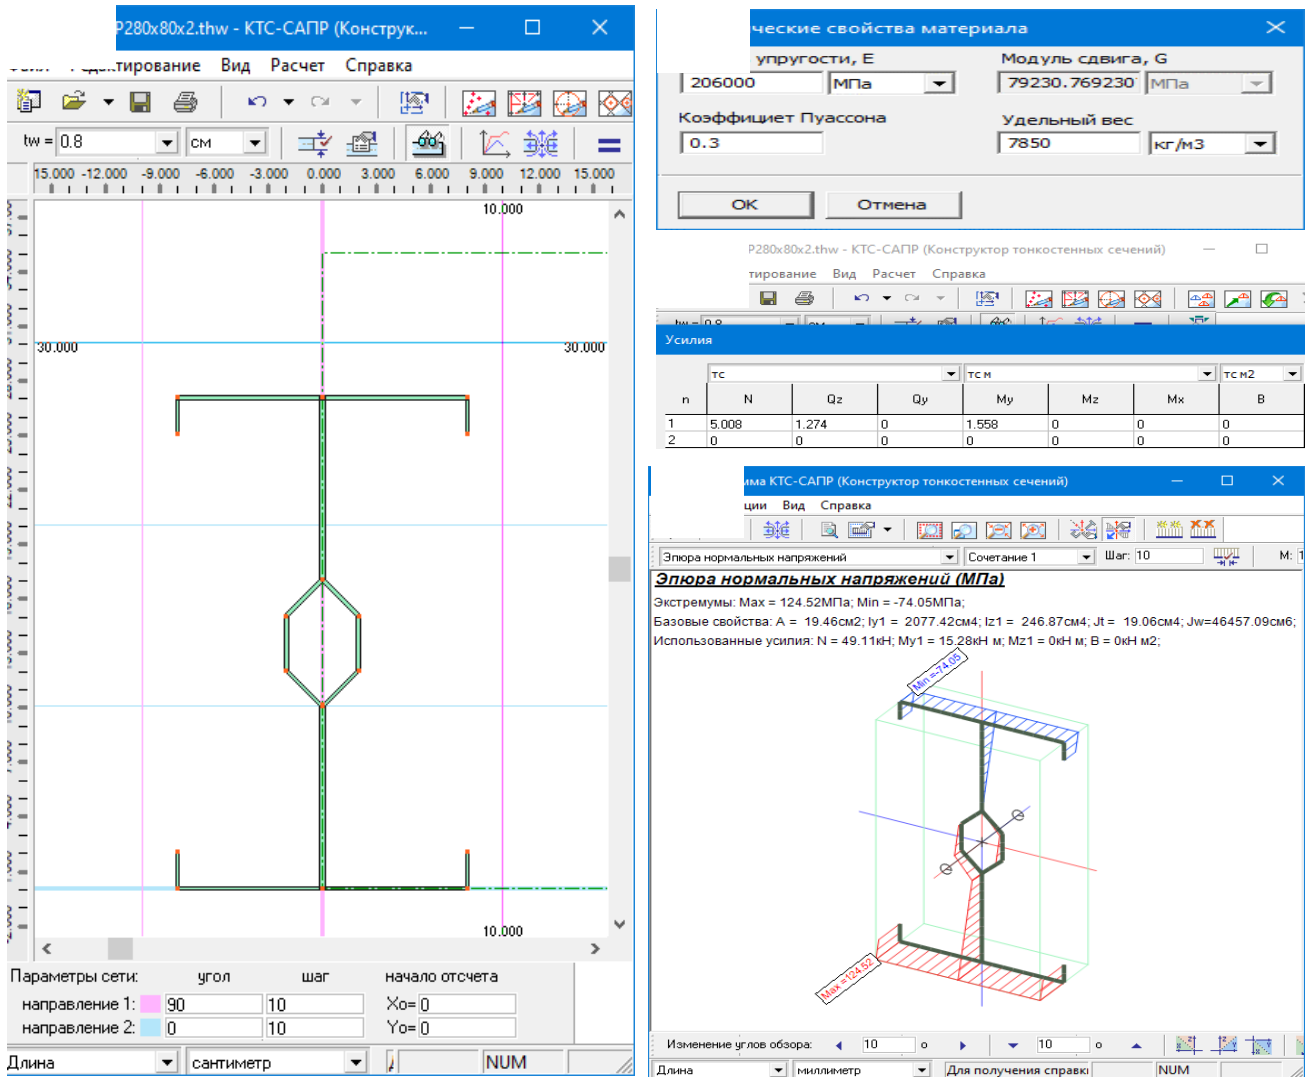 P280x80x2.thw - КТС-САПР (Конструк...
Вид Расчет Справка
tw = 0.8 см
15.000 -12.000 -9.000 -6.000 -3.000 0.000 3.000 6.000 9.000 12.000 15.000
10.000
30.000 30.000
10.000
Параметры сети: угол шаг начало отсчета
направление 1: 90 10 Xo= 0
направление 2: 0 10 Yo= 0
Длина сантиметр NUM
ческие свойства материала
упругости, E Модуль сдвига, G
206000 МПа 79230.769230 МПа
Коэффициет Пуассона Удельный вес
0.3 7850 кг/м3
OK Отмена
P280x80x2.thw - КТС-САПР (Конструктор тонкостенных сечений)
тирование Вид Расчет Справка
Усилия
тс тс м тс м2
n N Qz Qy My Mz Mx B
1 5.008 1.274 0 1.558 0 0 0
2 0 0 0 0 0 0 0
мма КТС-САПР (Конструктор тонкостенных сечений)
ции Вид Справка
Эпюра нормальных напряжений Сочетание 1 Шаг: 10 М: 1
Эпюра нормальных напряжений (МПа)
Экстремумы: Max = 124.52МПа; Min = -74.05МПа;
Базовые свойства: A = 19.46см2; Iy1 = 2077.42см4; Iz1 = 246.87см4; Jt = 19.06см4; Jw=46457.09см6;
Использованные усилия: N = 49.11кН; My1 = 15.28кН м; Mz1 = 0кН м; B = 0кН м2;
Min =-74.05
Max =124.52
Изменение углов обзора: 10 о 10 о
Длина миллиметр Для получения справки NUM